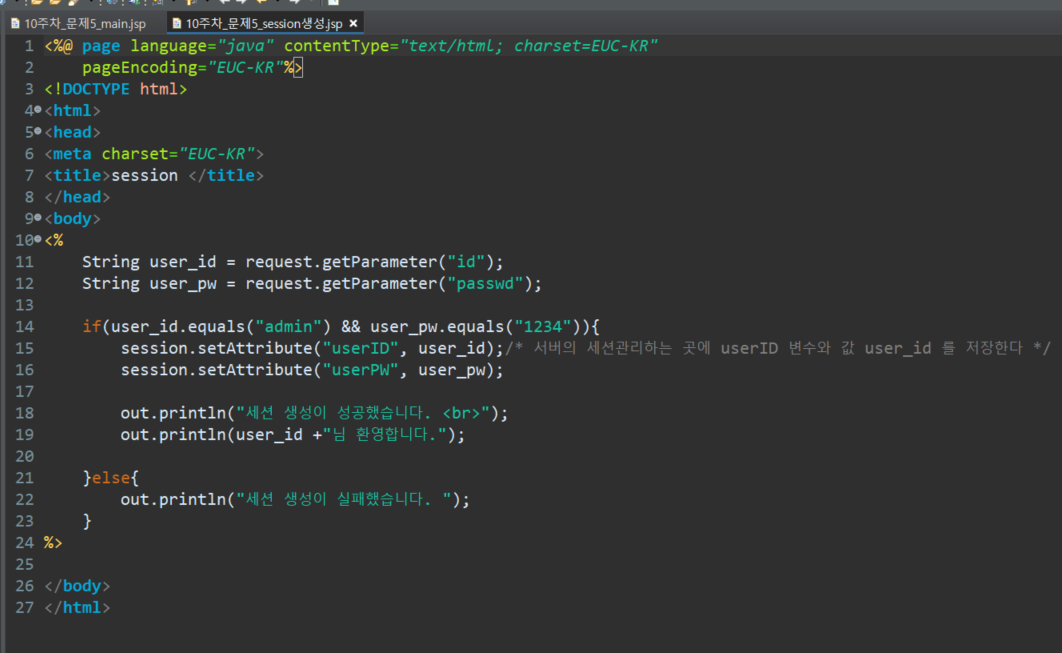 10주차_문제5_main.jsp 10주차_문제5_session생성.jsp
1 <%@ page language="java" contentType="text/html; charset=EUC-KR"
2 pageEncoding="EUC-KR"%>
3 <!DOCTYPE html>
4 <html>
5 <head>
6 <meta charset="EUC-KR">
7 <title>session </title>
8 </head>
9 <body>
10 <%
11 String user_id = request.getParameter("id");
12 String user_pw = request.getParameter("passwd");
13
14 if(user_id.equals("admin") && user_pw.equals("1234")){
15 session.setAttribute("userID", user_id);/* 서버의 세션관리하는 곳에 userID 변수와 값 user_id 를 저장한다 */
16 session.setAttribute("userPW", user_pw);
17
18 out.println("세션 생성이 성공했습니다. <br>");
19 out.println(user_id +"님 환영합니다.");
20
21 }else{
22 out.println("세션 생성이 실패했습니다. ");
23 }
24 %>
25
26 </body>
27 </html>